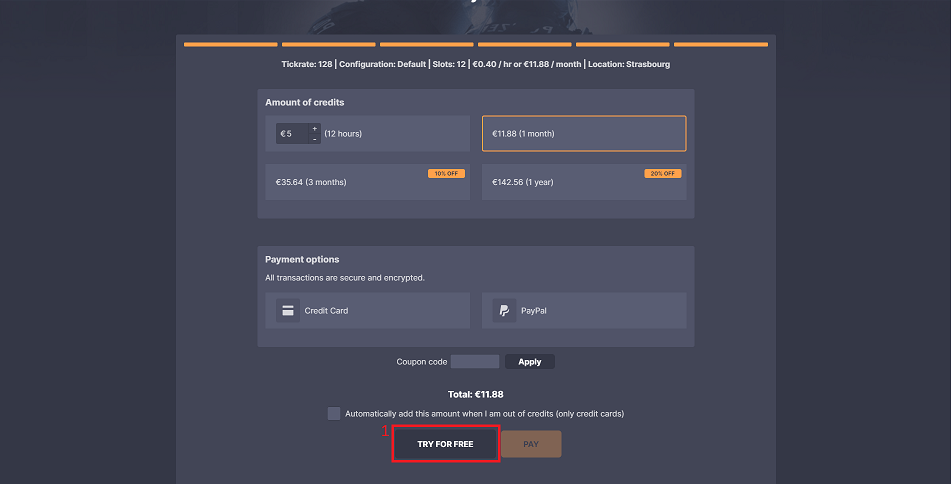 Tickrate: 128 | Configuration: Default | Slots: 12 | €0.40 / hr or €11.88 / month | Location: Strasbourg
Amount of credits
€ 5 + - (12 hours)
€11.88 (1 month)
€35.64 (3 months)
10% OFF
€142.56 (1 year)
20% OFF
Payment options
All transactions are secure and encrypted.
Credit Card
PayPal
Coupon code
Apply
Total: €11.88
Automatically add this amount when I am out of credits (only credit cards)
1
TRY FOR FREE
PAY